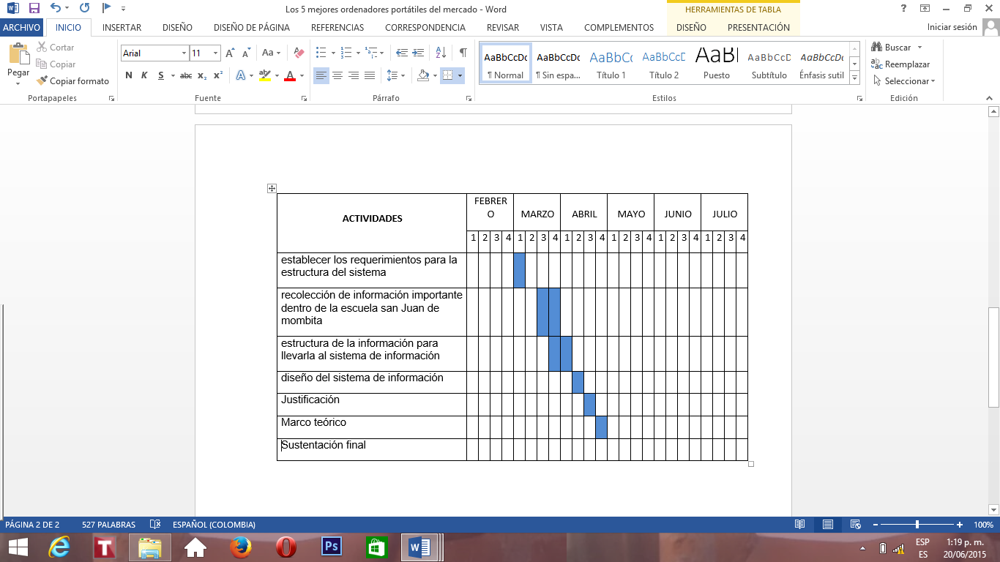 Los 5 mejores ordenadores portátiles del mercado - Word
HERRAMIENTAS DE TABLA
?
ARCHIVO INICIO INSERTAR DISEÑO DISEÑO DE PÁGINA REFERENCIAS CORRESPONDENCIA REVISAR VISTA COMPLEMENTOS DISEÑO PRESENTACIÓN Iniciar sesión
Pegar
Cortar
Copiar
Copiar formato
Portapapeles
Arial 11
N K S abc x₂ x²
Fuente
Párrafo
AaBbCcDc AaBbCcDc AaBbCc AaBbCcD AaB AaBbCcD AaBbCcDc
¶ Normal ¶ Sin espa... Título 1 Título 2 Puesto Subtítulo Énfasis sutil
Estilos
Buscar
Reemplazar
Seleccionar
Edición
ACTIVIDADES
FEBRER
O
MARZO ABRIL MAYO JUNIO JULIO
1 2 3 4 1 2 3 4 1 2 3 4 1 2 3 4 1 2 3 4 1 2 3 4
establecer los requerimientos para la
estructura del sistema
recolección de información importante
dentro de la escuela san Juan de
mombita
estructura de la información para
llevarla al sistema de información
diseño del sistema de información
Justificación
Marco teórico
Sustentación final
PÁGINA 2 DE 2 527 PALABRAS ESPAÑOL (COLOMBIA) 100%
ESP
ES
1:19 p. m.
20/06/2015